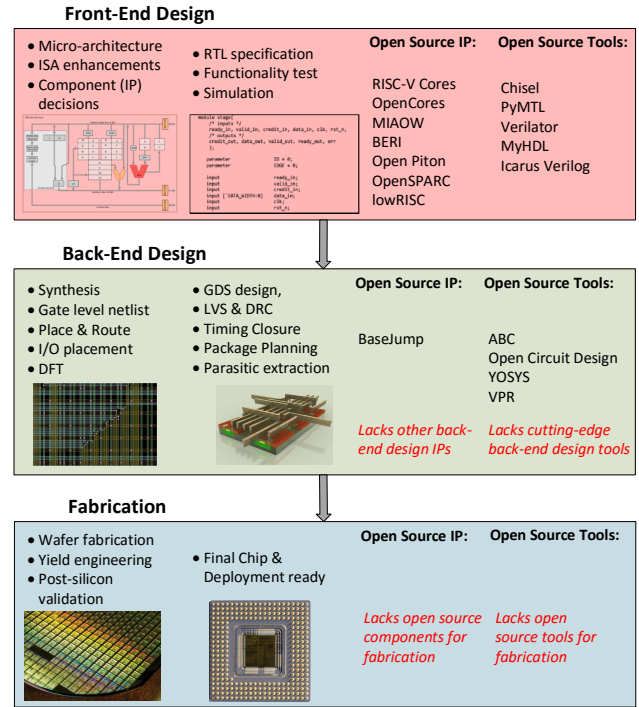 Front-End Design
• Micro-architecture
• ISA enhancements
• Component (IP)
decisions
• RTL specification
• Functionality test
• Simulation
module stage(
/* inputs */
ready_in, valid_in, credit_in, data_in, clk, rst_n,
/* outputs */
credit_out, data_out, valid_out, ready_out, err
);
parameter ID = 0;
parameter EDGE = 0;
input ready_in;
input valid_in;
input credit_in;
input [`DATA_WIDTH:0] data_in;
input clk;
input rst_n;
Open Source IP:
RISC-V Cores
OpenCores
MIAOW
BERI
Open Piton
OpenSPARC
lowRISC
Open Source Tools:
Chisel
PyMTL
Verilator
MyHDL
Icarus Verilog
Back-End Design
• Synthesis
• Gate level netlist
• Place & Route
• I/O placement
• DFT
• GDS design,
• LVS & DRC
• Timing Closure
• Package Planning
• Parasitic extraction
Open Source IP:
BaseJump
Lacks other back-
end design IPs
Open Source Tools:
ABC
Open Circuit Design
YOSYS
VPR
Lacks cutting-edge
back-end design tools
Fabrication
• Wafer fabrication
• Yield engineering
• Post-silicon
validation
• Final Chip &
Deployment ready
Open Source IP:
Lacks open source
components for
fabrication
Open Source Tools:
Lacks open
source tools for
fabrication